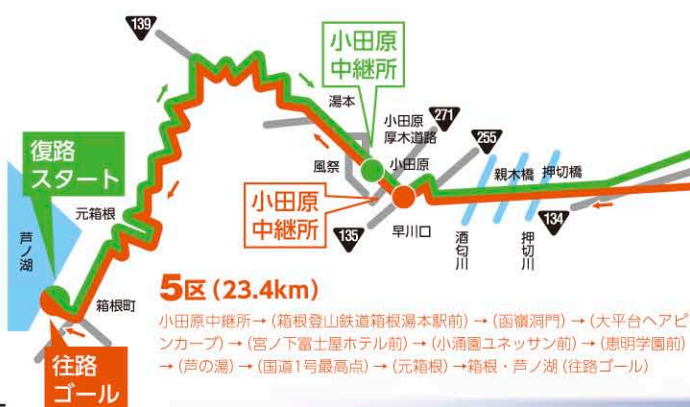 139
小田原
中継所
湯本
小田原
厚木道路
271
255
復路
スタート
風祭
小田原
親木橋
押切橋
元箱根
小田原
中継所
134
芦ノ湖
135
早川口
酒匂川
押切川
箱根町
5区(23.4km)
小田原中継所→(箱根登山鉄道箱根湯本駅前)→(函嶺洞門)→(大平台ヘアピ
ンカーブ)→(宮ノ下富士屋ホテル前)→(小涌園ユネッサン前)→(恵明学園前)
→(芦の湯)→(国道1号最高点)→(元箱根)→箱根・芦ノ湖(往路ゴール)
往路
ゴール